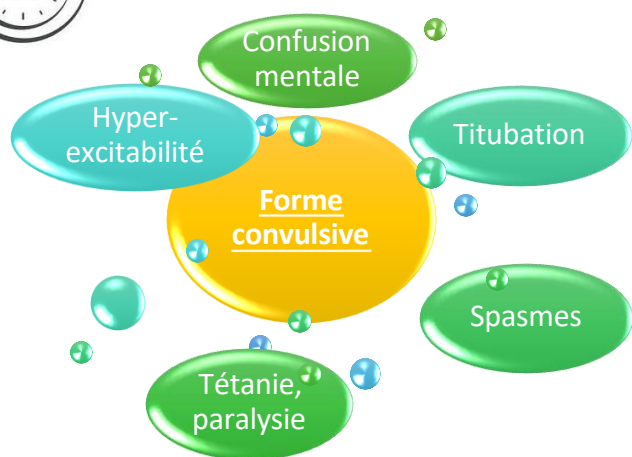 Confusion
mentale
Hyper-
excitabilité
Titubation
Forme
convulsive
Spasmes
Tétanie,
paralysie